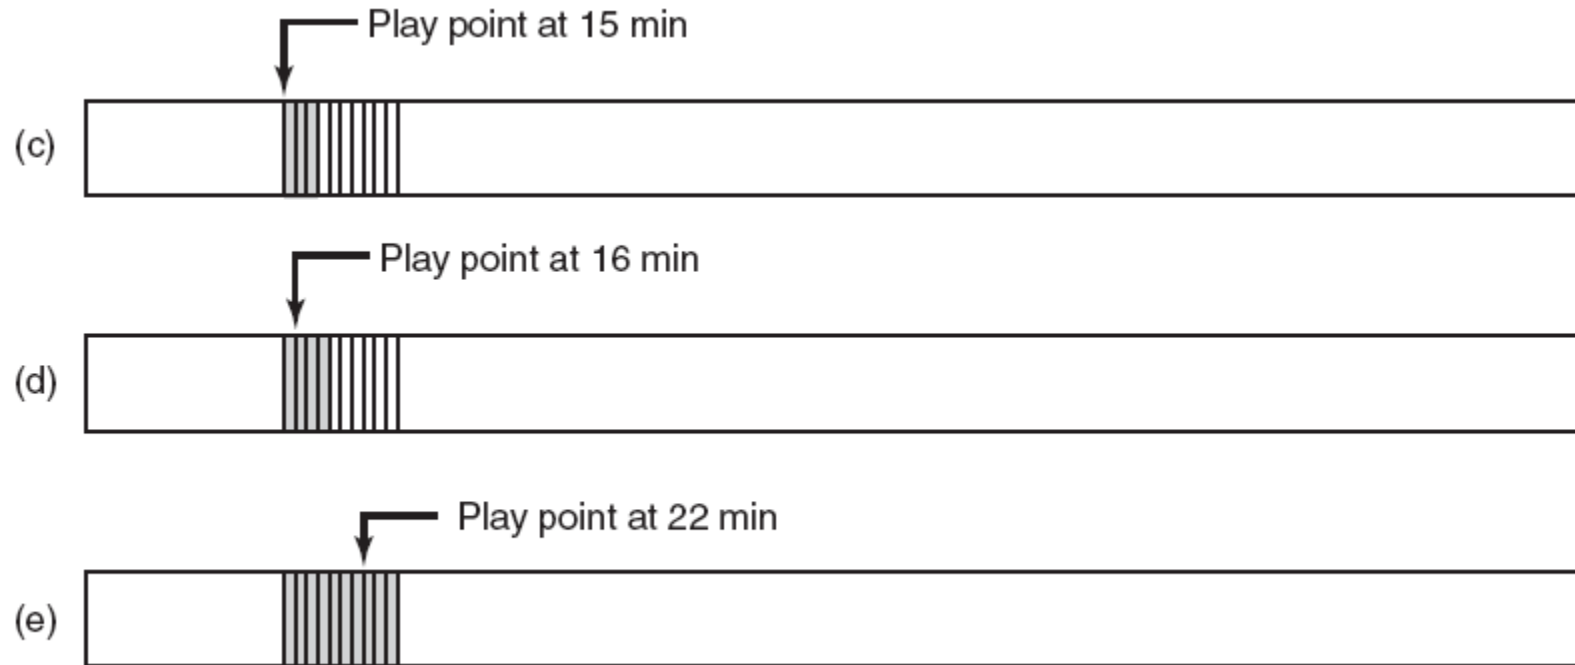 Play point at 15 min
(c)
Play point at 16 min
(d)
Play point at 22 min
(e)